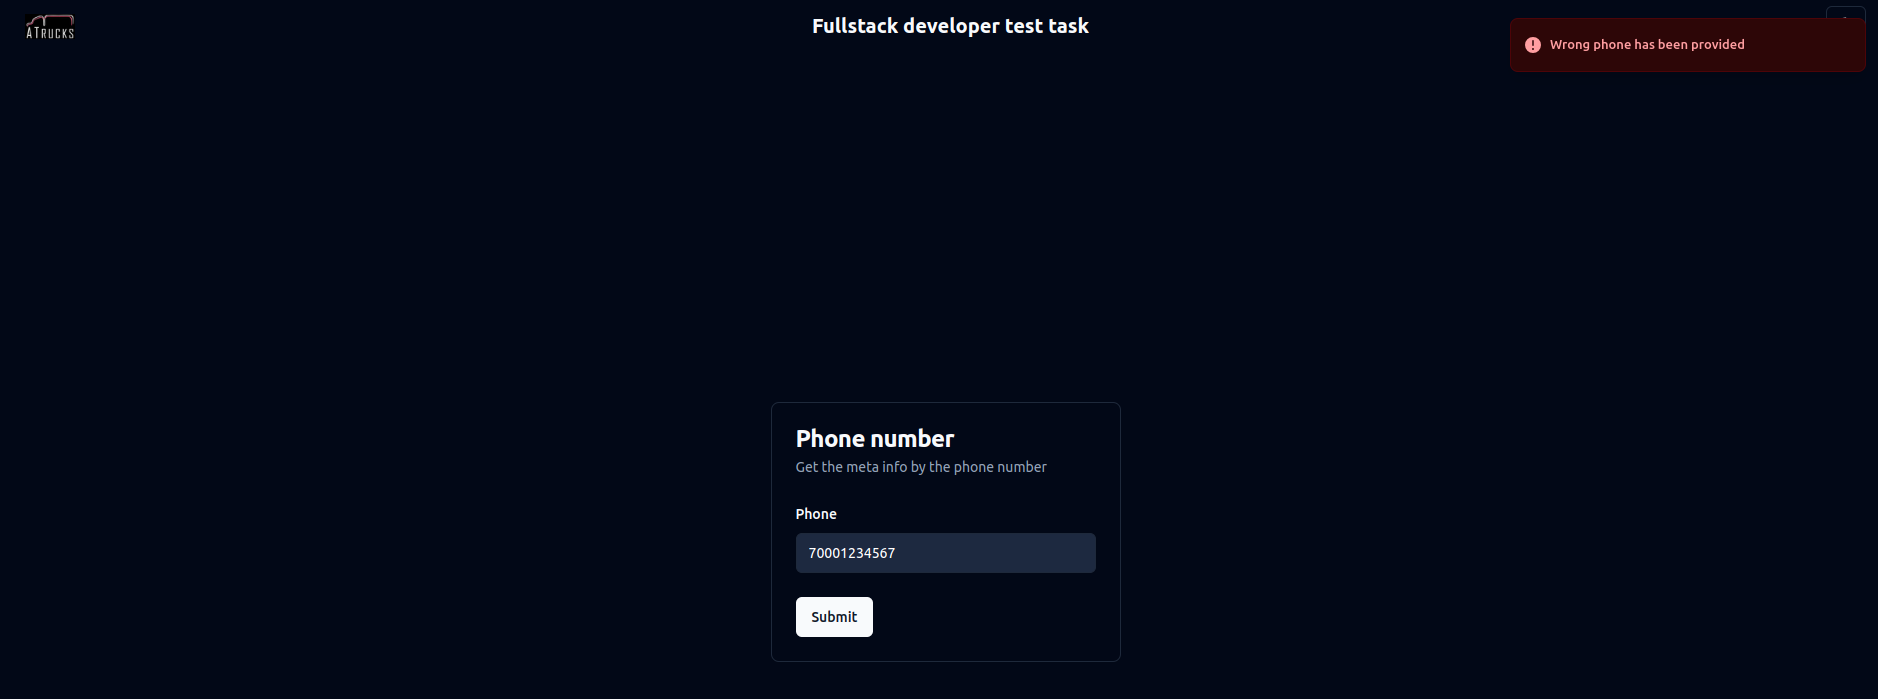 ATRUCKS
Fullstack developer test task
Wrong phone has been provided
Phone number
Get the meta info by the phone number
Phone
70001234567
Submit